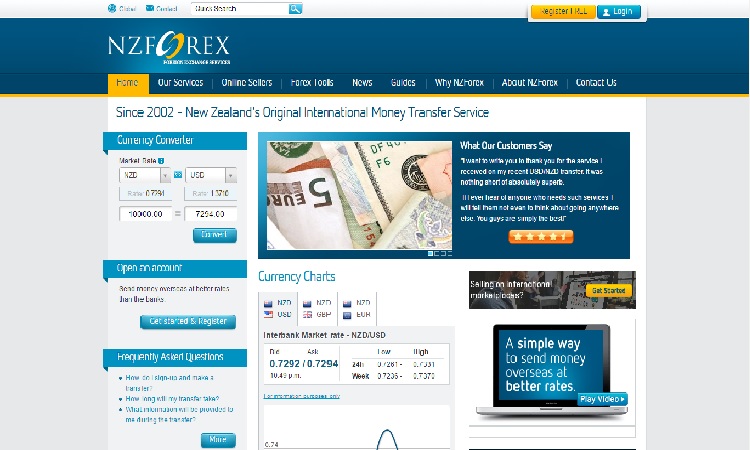 Global Contact Quick Search Register FREE Login
NZFOREX
FOREIGN EXCHANGE SERVICES
Home Our Services Online Sellers Forex Tools News Guides Why NZForex About NZForex Contact Us
Since 2002 - New Zealand's Original International Money Transfer Service
Currency Converter
Market Rate
NZD USD
Rate: 0.7294 Rate: 1.3710
10000.00 = 7294.00
Convert
Open an account
Send money overseas at better rates
than the banks.
Get started & Register
Frequently Asked Questions
How do I sign-up and make a
transfer?
How long will my transfer take?
What information will be provided to
me during the transfer?
More
What Our Customers Say
"I want to write you to thank you for the service I
received on my recent USD/NZD transfer. It was
nothing short of absolutely superb.
If I ever hear of anyone who needs such services I
will tell them not even to think about going anywhere
else. You guys are simply the best!"
Currency Charts
NZD NZD NZD
USD GBP EUR
Interbank Market rate - NZD/USD
Bid Ask Low High
0.7292 / 0.7294 24h 0.7261 - 0.7331
10:49 p.m. Week 0.7236 - 0.7370
For information purposes only
0.74
Selling on international
marketplaces?
Get Started
A simple way
to send money
overseas at
better rates.
Play Video